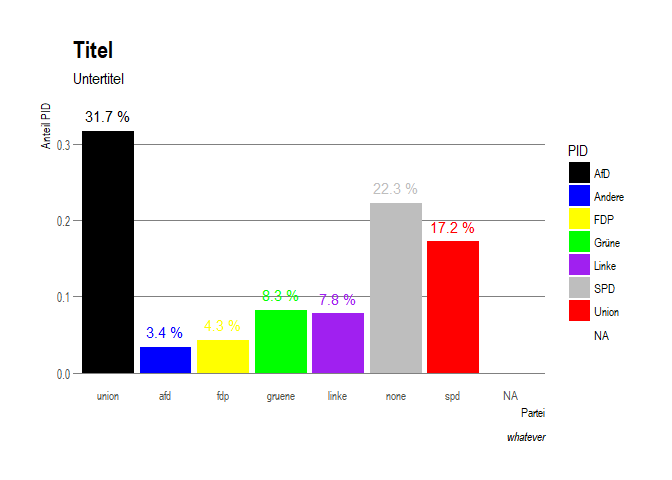 Titel
Untertitel
Anteil PID
31.7 %
3.4 %
4.3 %
8.3 %
7.8 %
22.3 %
17.2 %
0.3
0.2
0.1
0.0
union afd fdp gruene linke none spd NA
Partei
whatever
PID
AfD
Andere
FDP
Grüne
Linke
SPD
Union
NA